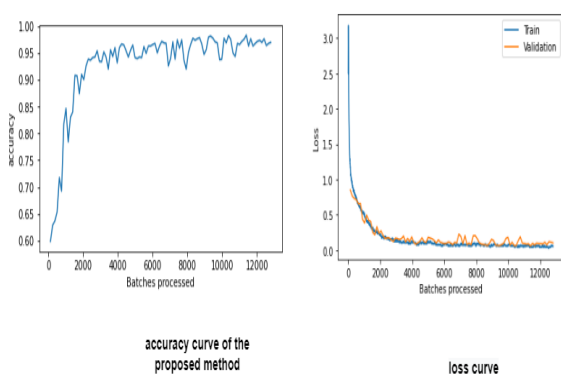 1.00
0.95
0.90
0.85
0.80
0.75
0.70
0.65
0.60
accuracy
0 2000 4000 6000 8000 10000 12000
Batches processed
accuracy curve of the
proposed method
Train
Validation
3.0
2.5
2.0
1.5
1.0
0.5
0.0
Loss
0 2000 4000 6000 8000 10000 12000
Batches processed
loss curve